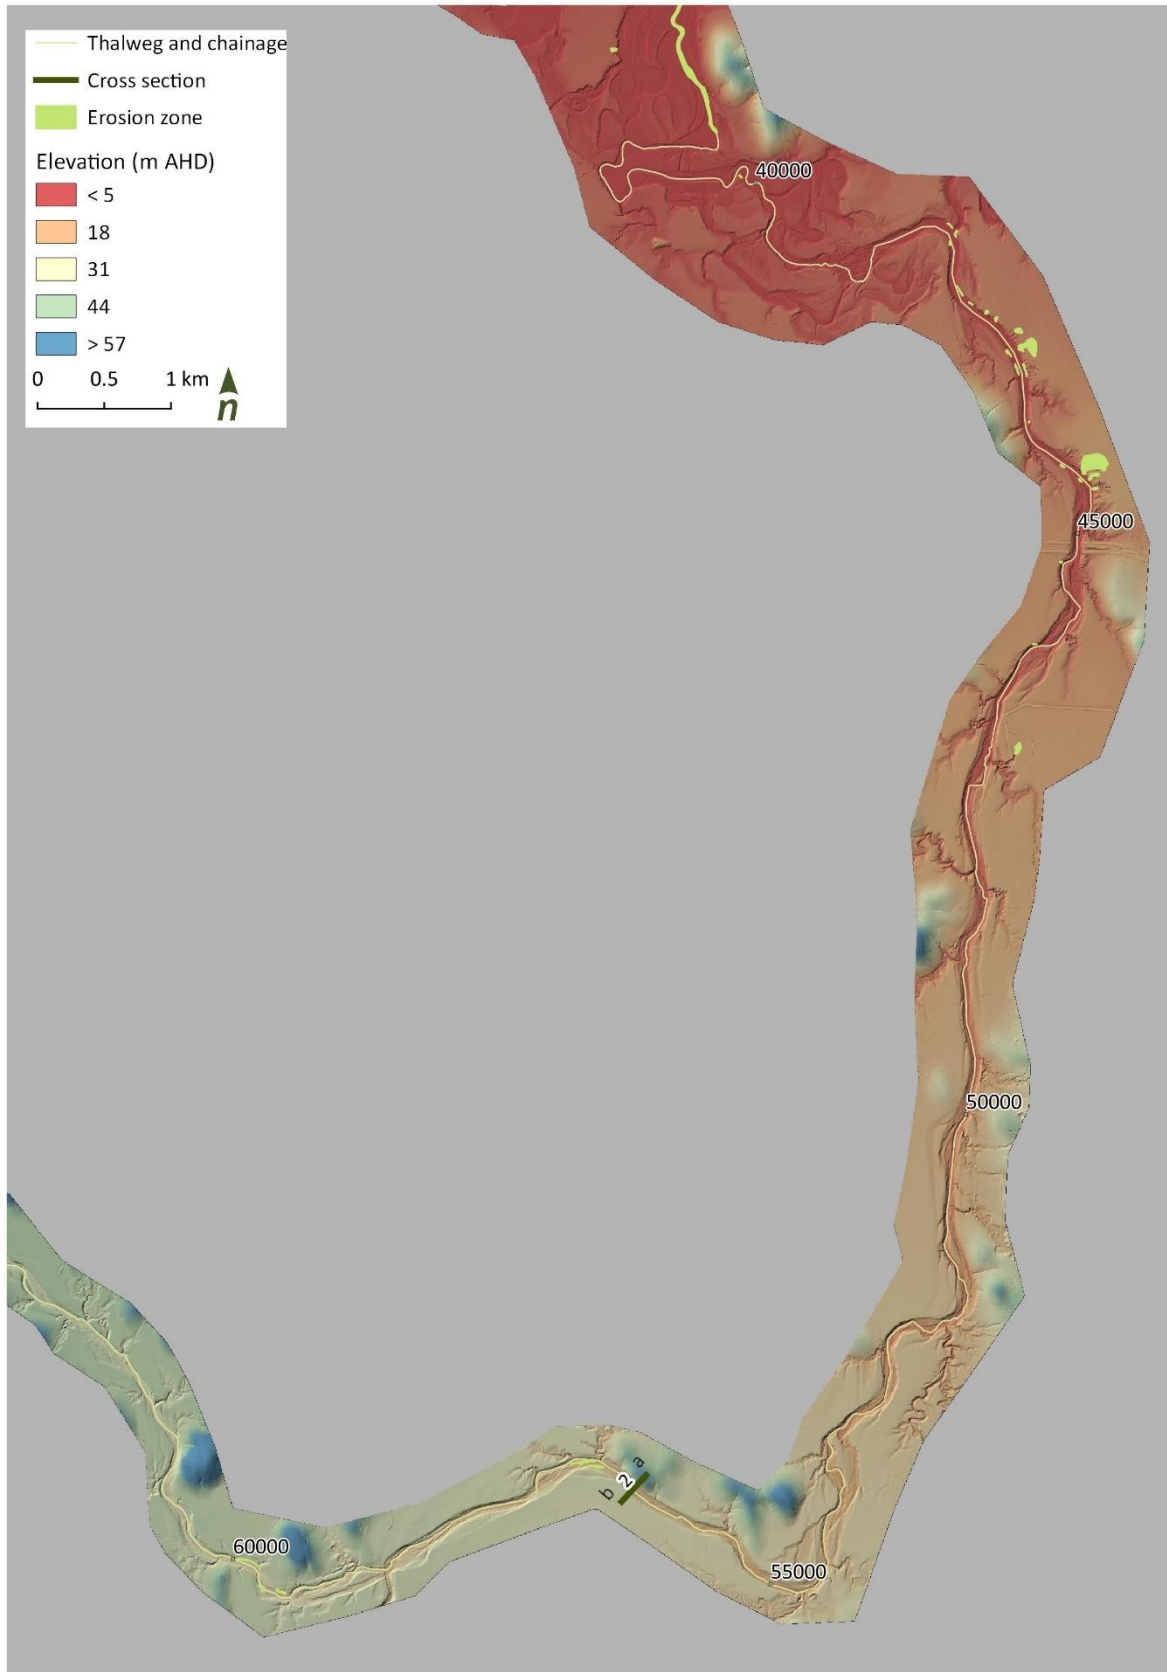 Thalweg and chainage
Cross section
Erosion zone
Elevation (m AHD)
< 5
18
31
44
> 57
0 0.5 1 km
n
40000
45000
50000
a
2
b
60000
55000